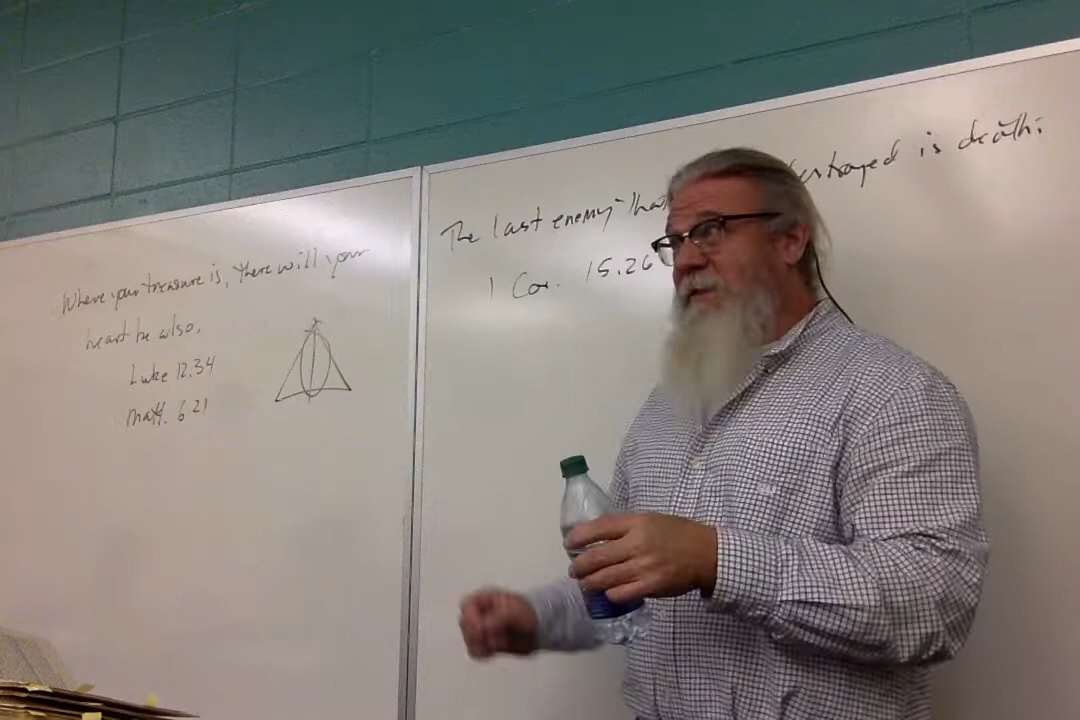 Where your treasure is, there will your
heart be also.
Luke 12.34
Matt. 6 21
The last enemy that is death.
1 Cor. 15.26